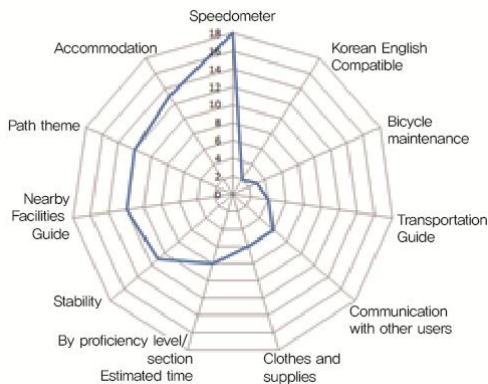 Speedometer
Accommodation
Korean English
Compatible
Path theme
Bicycle
maintenance
Nearby
Facilities
Guide
Transportation
Guide
Stability
Communication
with other users
By proficiency level/
section
Estimated time
Clothes and
supplies
18
16
14
12
10
8
6
4
2
0